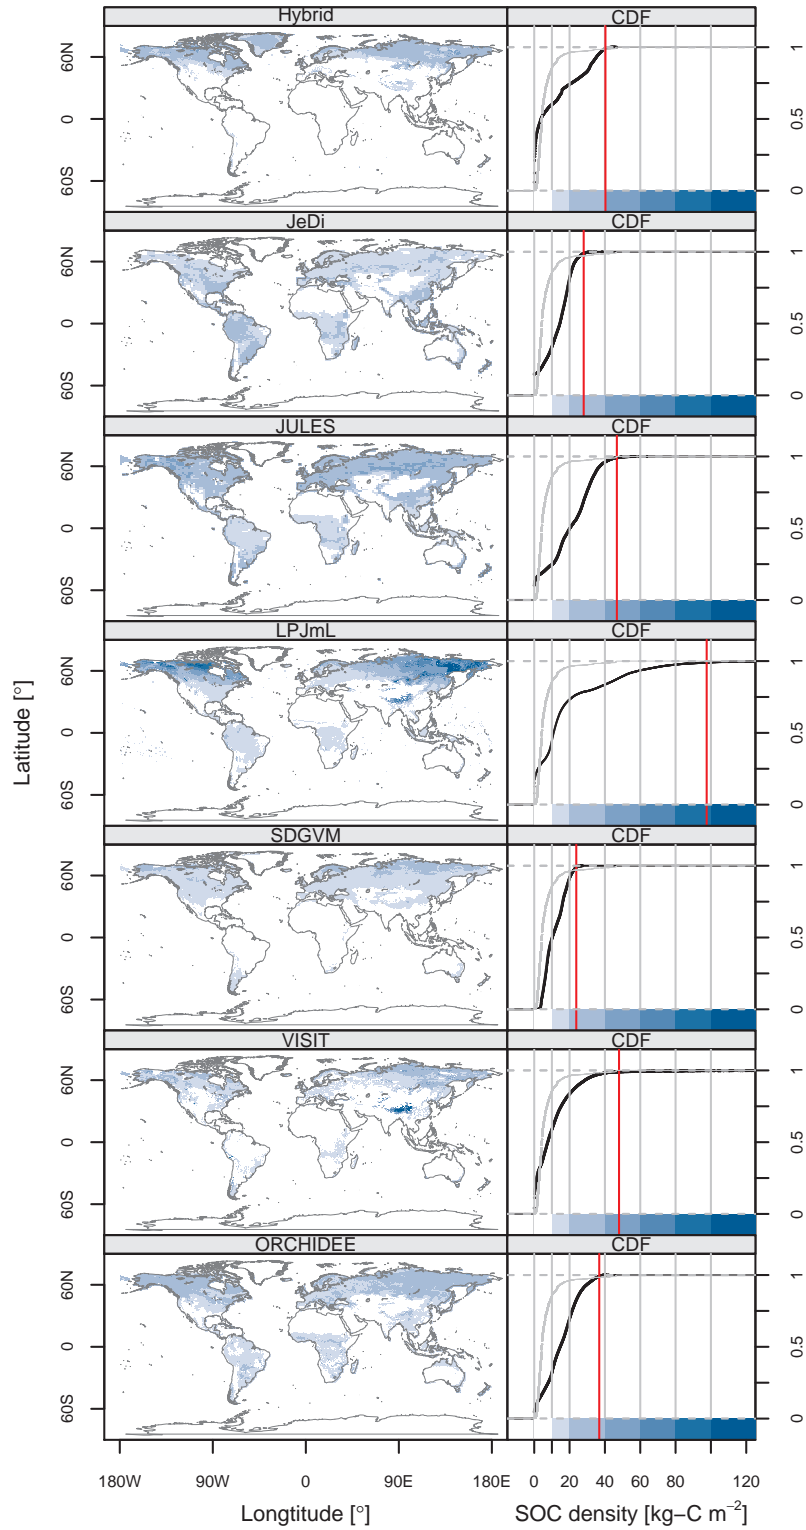 Hybrid CDF
60N 0 60S 0 0.5 1
JeDi CDF
60N 0 60S 0 0.5 1
JULES CDF
60N 0 60S 0 0.5 1
LPJmL CDF
60N 0 60S 0 0.5 1
Latitude [°]
SDGVM CDF
60N 0 60S 0 0.5 1
VISIT CDF
60N 0 60S 0 0.5 1
ORCHIDEE CDF
60N 0 60S 0 0.5 1
180W 90W 0 90E 180E 0 20 40 60 80 120
Longtitude [°] SOC density [kg−C m⁻²]